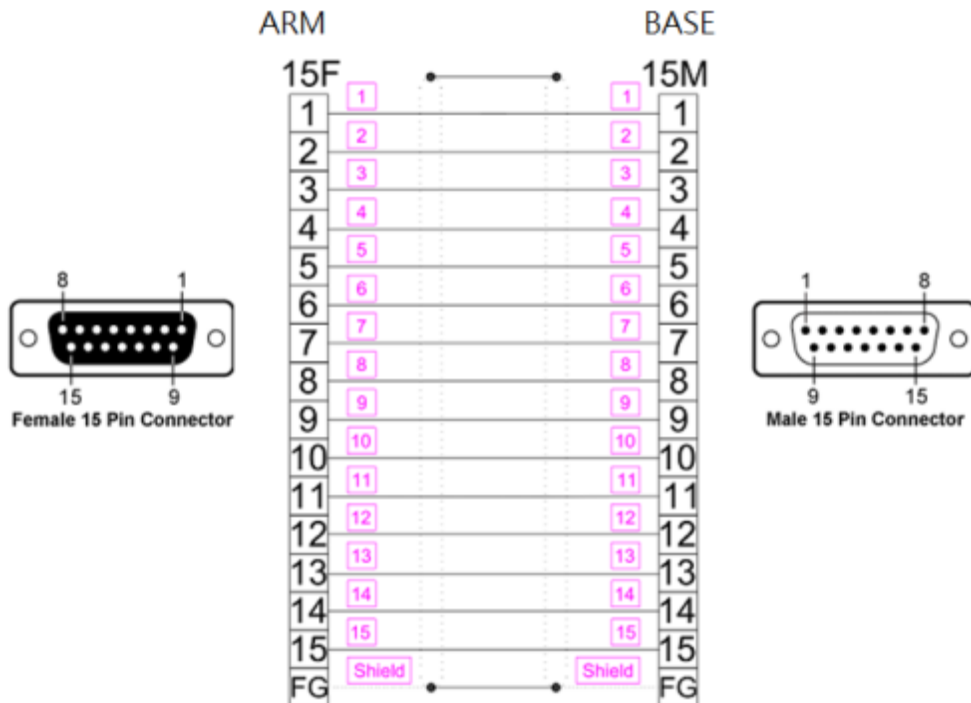 ARM BASE
15F 15M
1 1 1 1
2 2 2 2
3 3 3 3
4 4 4 4
5 5 5 5
8 1 6 6 6 6 1 8
7 7 7 7
8 8 8 8
15 9 9 9 9 9 9 15
Female 15 Pin Connector Male 15 Pin Connector
10 10 10 10
11 11 11 11
12 12 12 12
13 13 13 13
14 14 14 14
15 15 15 15
FG Shield Shield FG